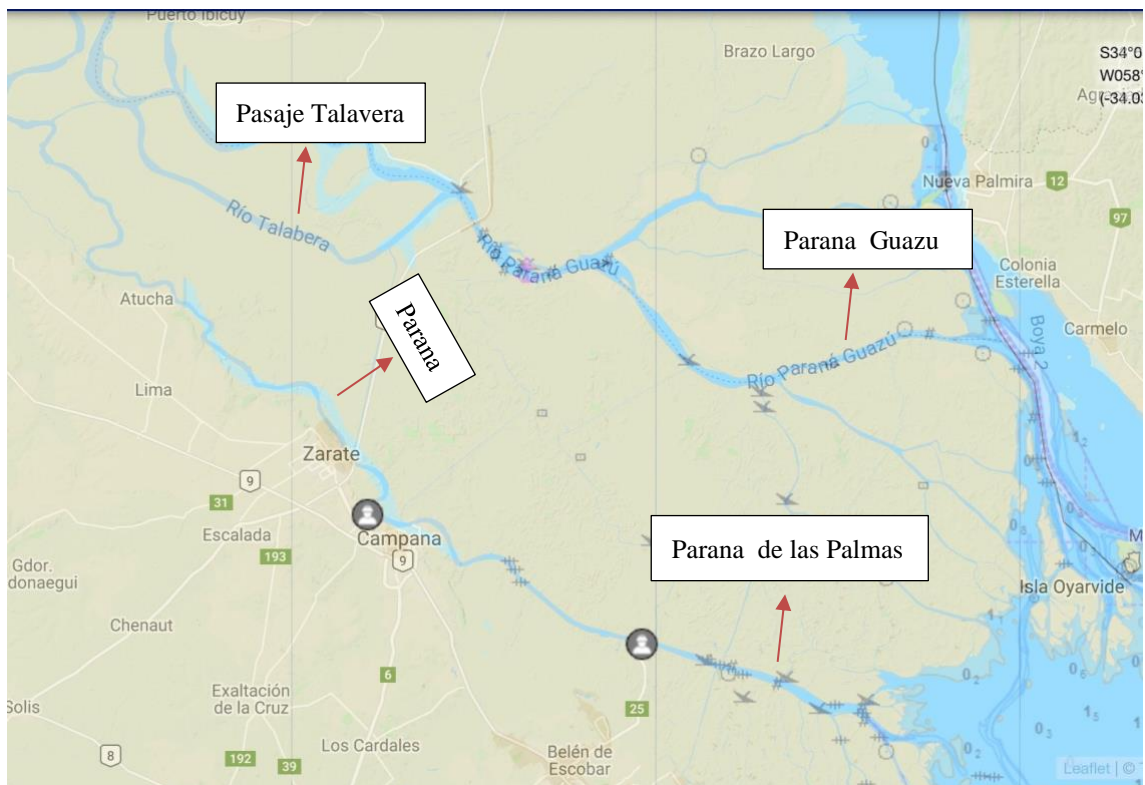 Puerto Ibicuy
Brazo Largo
S34°0
W058°
(-34.0
Pasaje Talavera
Nueva Palmira
12
97
Río Talabera
Parana Guazu
Río Paraná Guazú
Colonia
Esterella
Atucha
Parana
Boya 2
Carmelo
Río Paraná Guazú
Lima
Zarate
9
31
Escalada
193
Campana
9
Parana de las Palmas
Gdor.
donaegui
Isla Oyarvide
Chenaut
6
Exaltación
de la Cruz
Solis
25
8
192
39
Los Cardales
Belén de
Escobar
Leaflet | ©